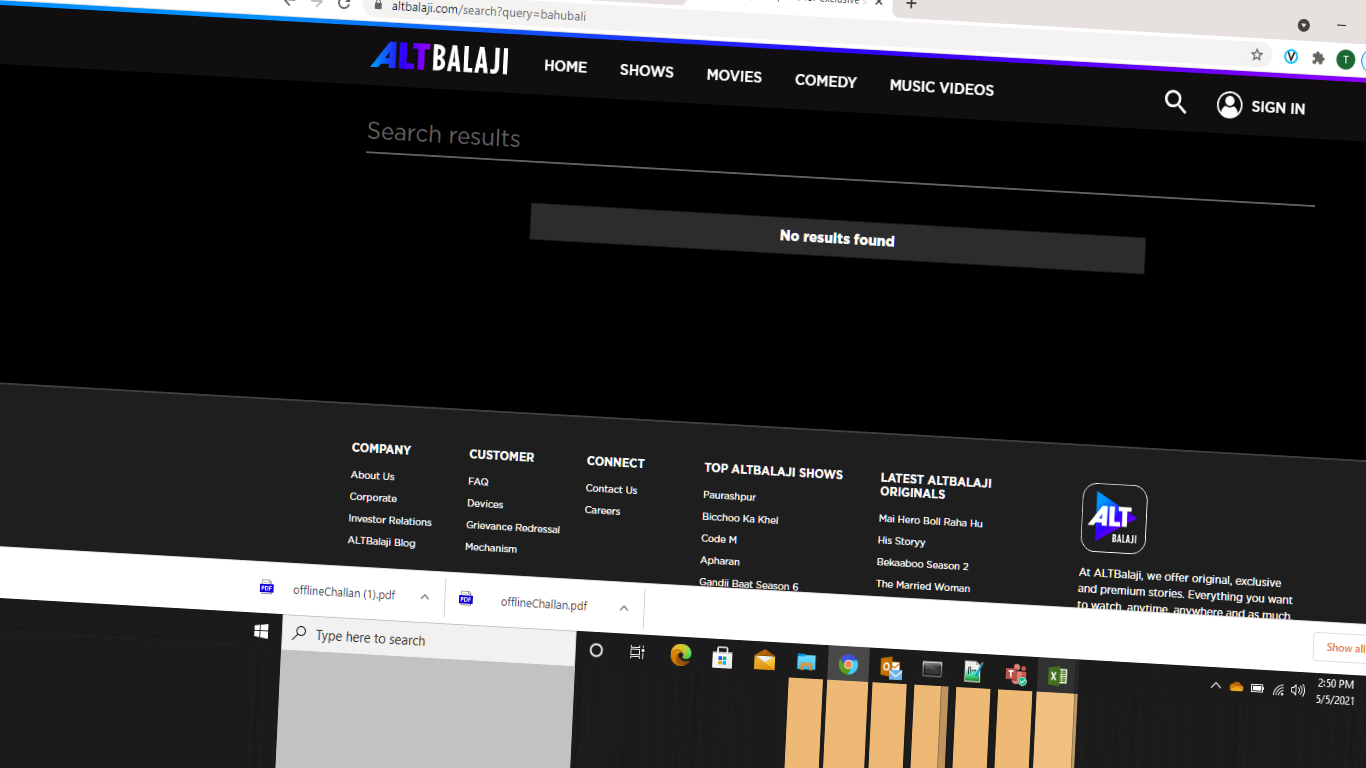 altbalaji.com/search?query=bahubali
T
ALTBALAJI HOME SHOWS MOVIES COMEDY MUSIC VIDEOS SIGN IN
Search results
No results found
COMPANY
About Us
Corporate
Investor Relations
ALTBalaji Blog
CUSTOMER
FAQ
Devices
Grievance Redressal
Mechanism
CONNECT
Contact Us
Careers
TOP ALTBALAJI SHOWS
Paurashpur
Bicchoo Ka Khel
Code M
Apharan
Gandii Baat Season 6
LATEST ALTBALAJI
ORIGINALS
Mai Hero Boll Raha Hu
His Storyy
Bekaaboo Season 2
The Married Woman
ALT
BALAJI
At ALTBalaji, we offer original, exclusive
and premium stories. Everything you want
to watch, anytime, anywhere and as much
PDF offlineChallan (1).pdf
PDF offlineChallan.pdf
Show all
Type here to search
2:50 PM
5/5/2021